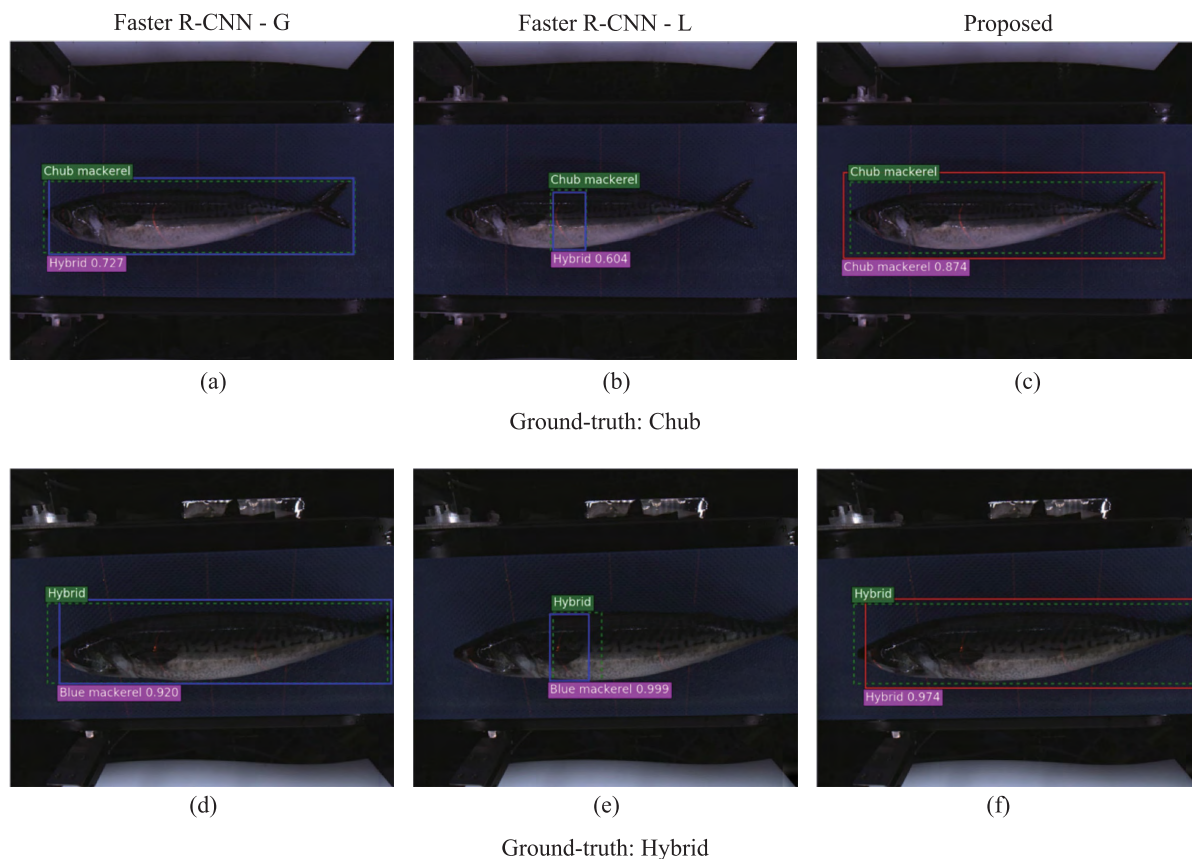 Faster R-CNN - G
Faster R-CNN - L
Proposed
Chub mackerel
Hybrid 0.727
Chub mackerel
Hybrid 0.604
Chub mackerel
Chub mackerel 0.874
(a)
(b)
(c)
Ground-truth: Chub
Hybrid
Blue mackerel 0.920
Hybrid
Blue mackerel 0.999
Hybrid
Hybrid 0.974
(d)
(e)
(f)
Ground-truth: Hybrid